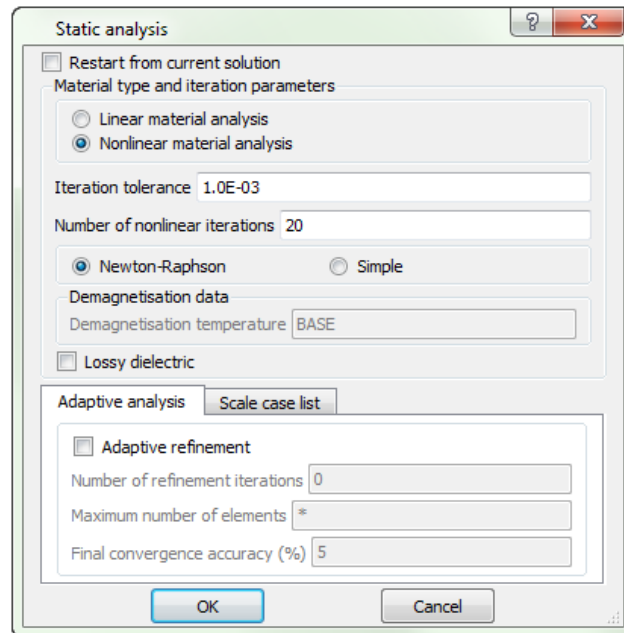 Static analysis
Restart from current solution
Material type and iteration parameters
Linear material analysis
Nonlinear material analysis
Iteration tolerance 1.0E-03
Number of nonlinear iterations 20
Newton-Raphson Simple
Demagnetisation data
Demagnetisation temperature BASE
Lossy dielectric
Adaptive analysis Scale case list
Adaptive refinement
Number of refinement iterations 0
Maximum number of elements *
Final convergence accuracy (%) 5
OK Cancel